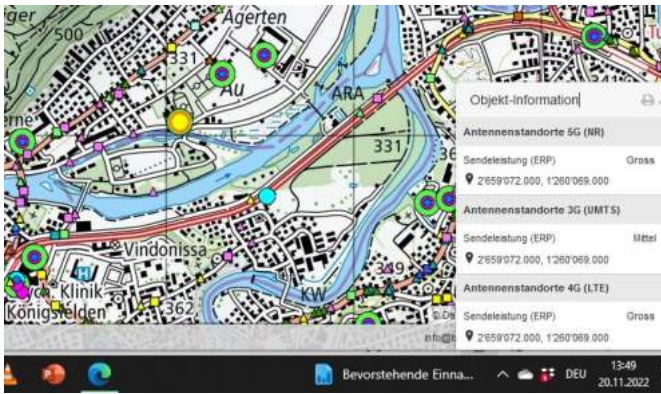 Ägerten
500
331
Au
ARA
331
Objekt-Information
Antennenstandorte 5G (NR)
Sendeleistung (ERP) Gross
2'659'072.000, 1'260'069.000
Antennenstandorte 3G (UMTS)
Sendeleistung (ERP) Mittel
2'659'072.000, 1'260'069.000
Antennenstandorte 4G (LTE)
Sendeleistung (ERP) Gross
2'659'072.000, 1'260'069.000
Vindonissa
H
349
Klinik
Königsfelden
362
KW
Bevorstehende Einna...
DEU
13:49
20.11.2022